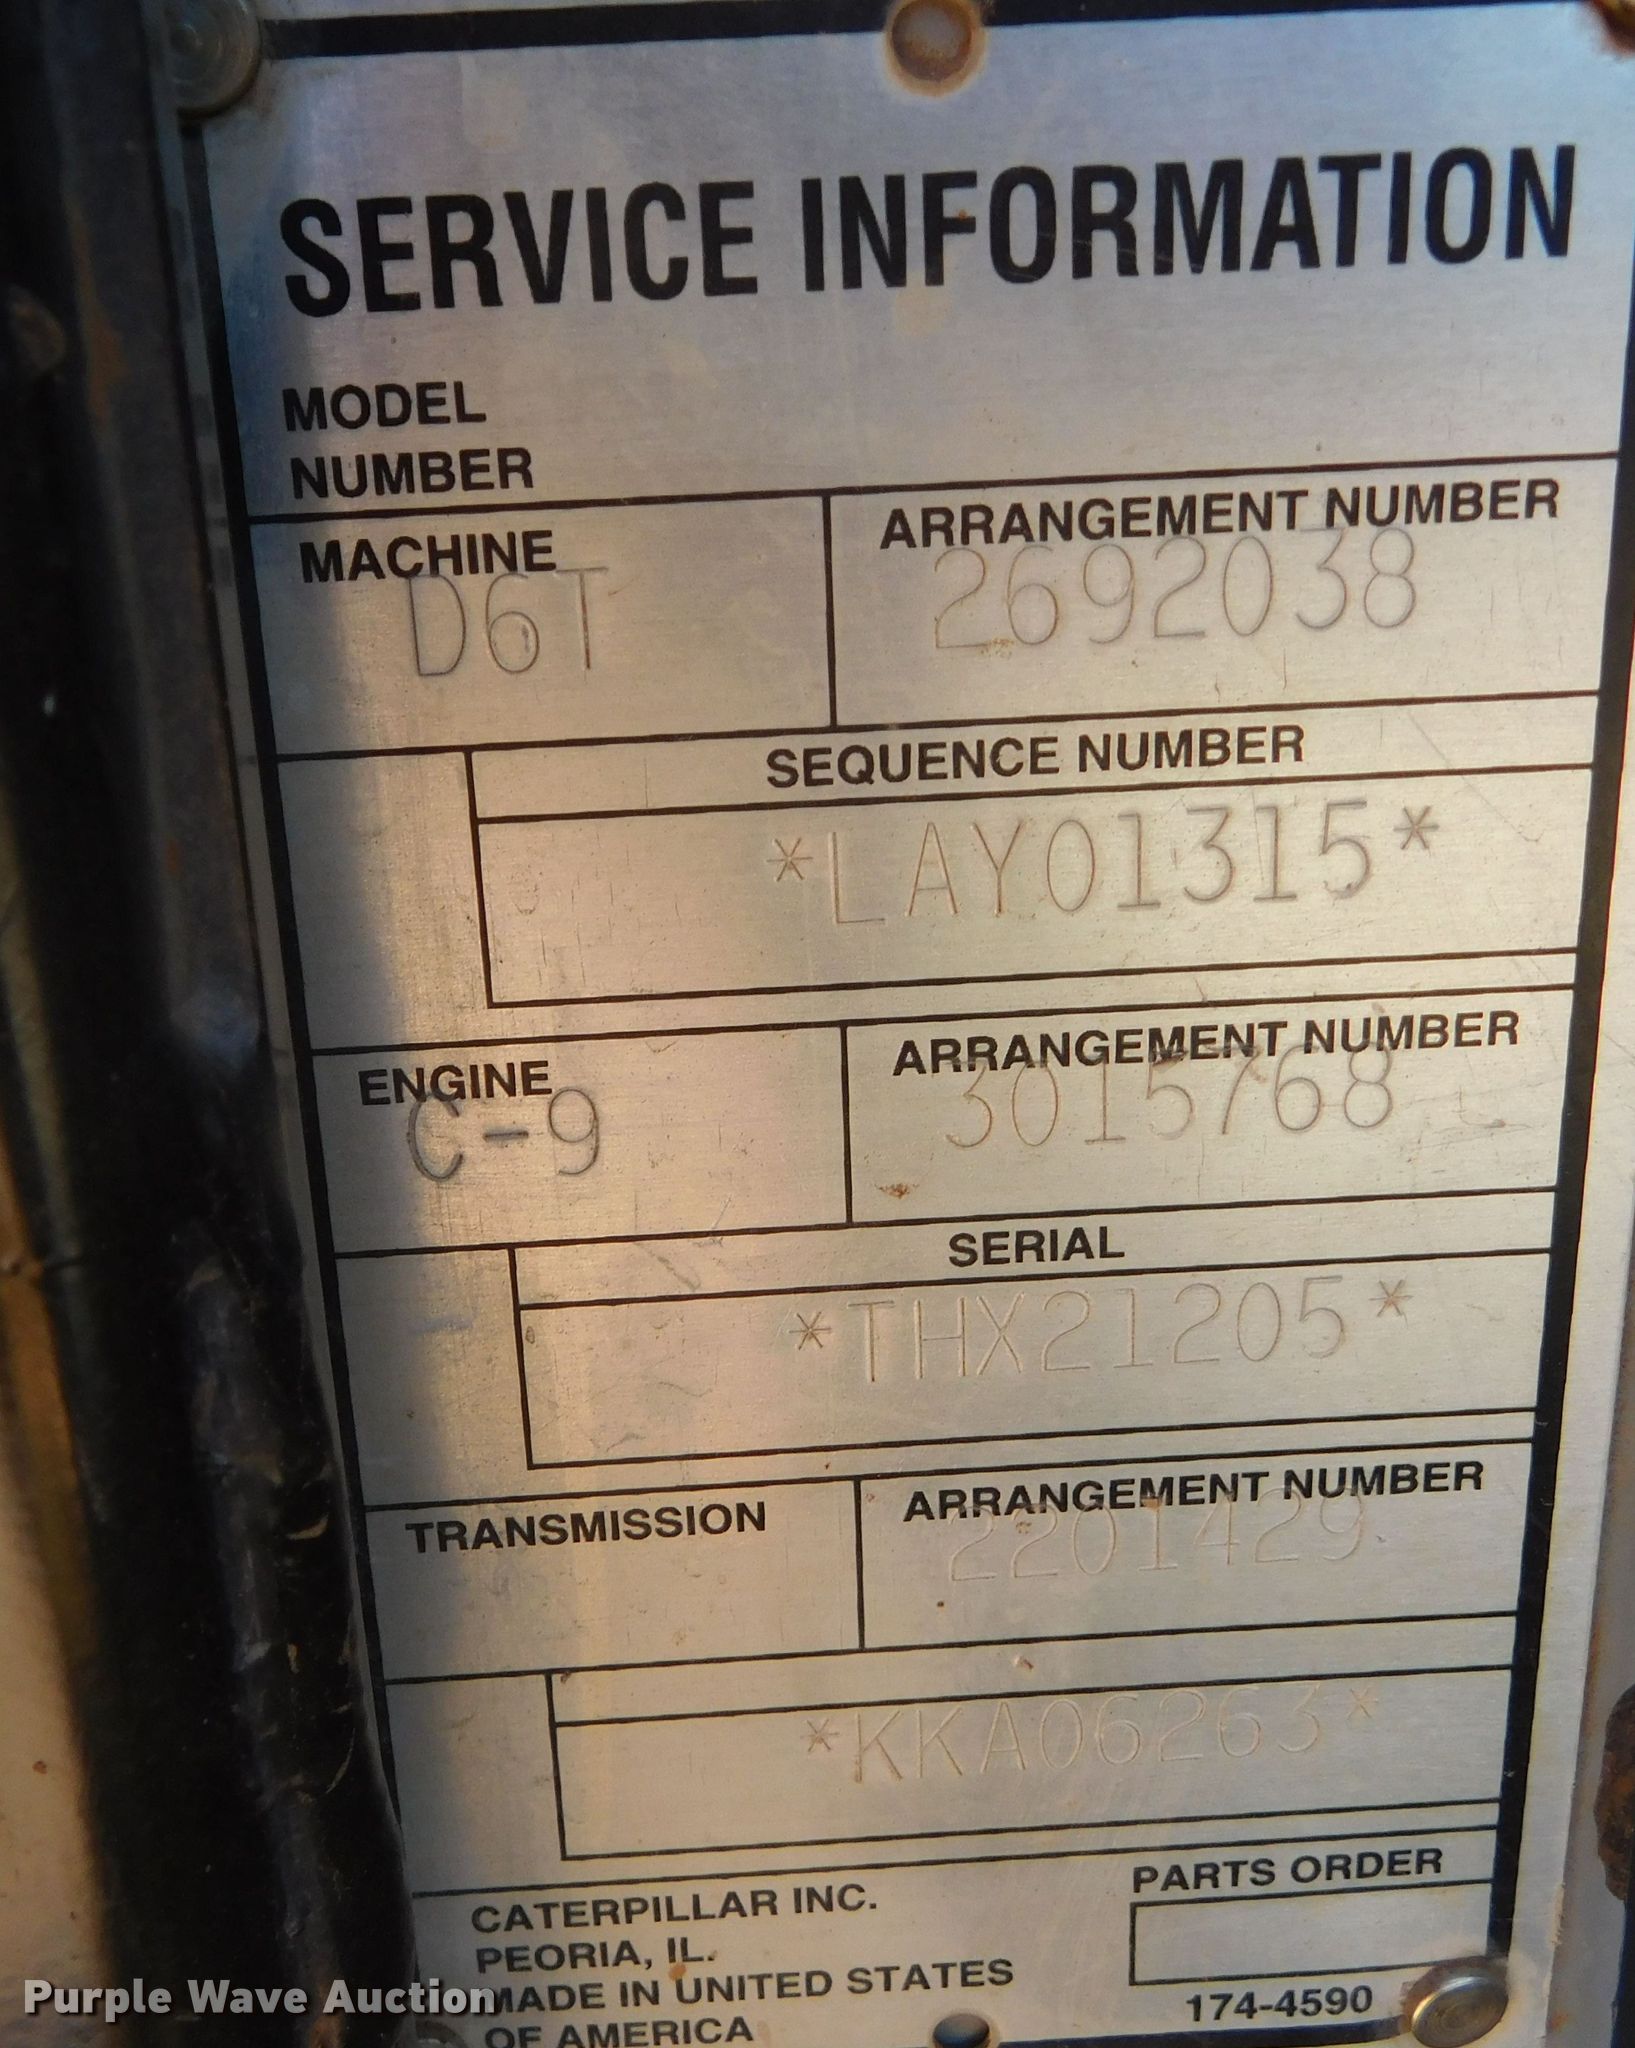 SERVICE INFORMATION
MODEL
NUMBER
MACHINE
ARRANGEMENT NUMBER
D6T
2692038
SEQUENCE NUMBER
*LAY01315*
ENGINE
ARRANGEMENT NUMBER
C-9
3015768
SERIAL
*THX21205*
TRANSMISSION
ARRANGEMENT NUMBER
2201429
*KKA06263*
CATERPILLAR INC.
PEORIA, IL.
MADE IN UNITED STATES
OF AMERICA
PARTS ORDER
174-4590
Purple Wave Auction